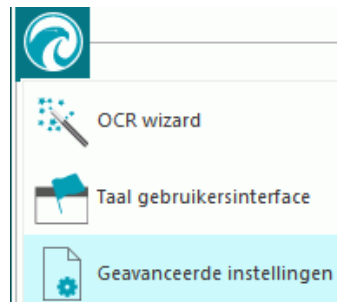 OCR wizard
Taal gebruikersinterface
Geavanceerde instellingen